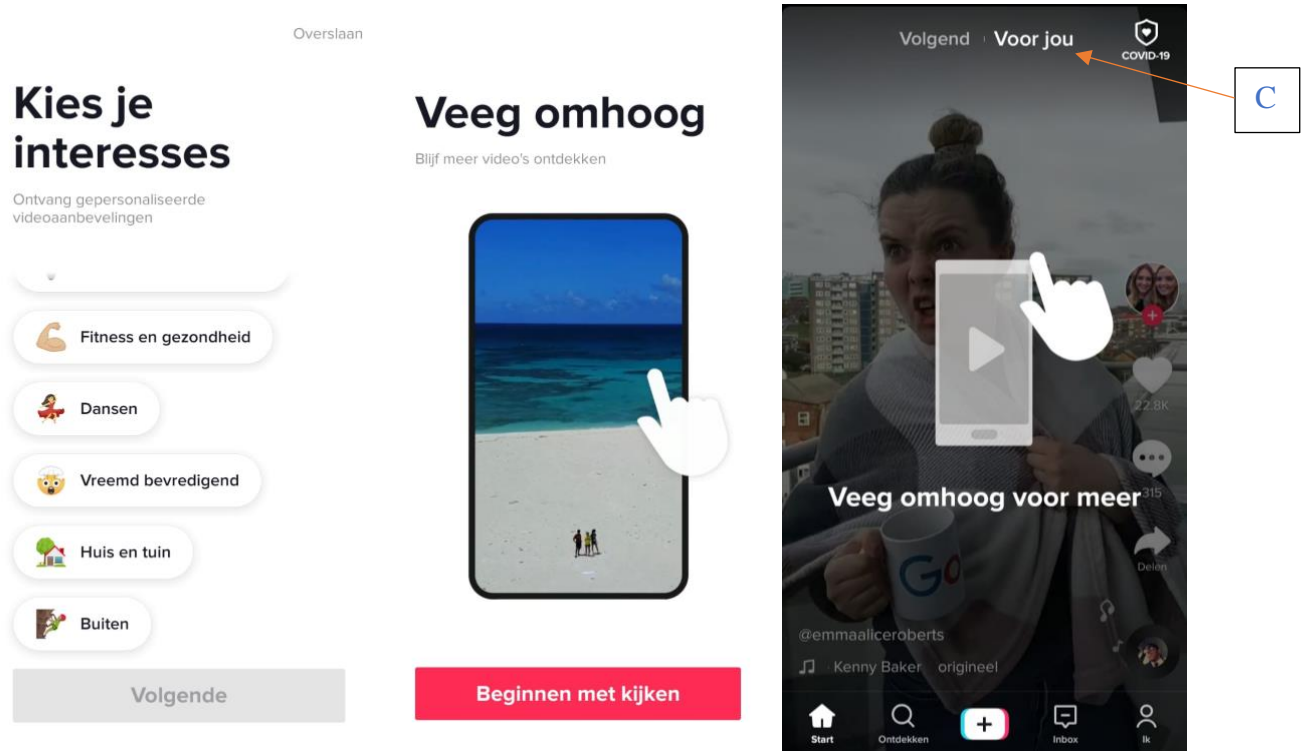 Overslaan
Kies je
interesses
Ontvang gepersonaliseerde
videoaanbevelingen
Fitness en gezondheid
Dansen
Vreemd bevredigend
Huis en tuin
Buiten
Volgende
Veeg omhoog
Blijf meer video's ontdekken
Beginnen met kijken
Volgend Voor jou
COVID-19
C
22.8K
Veeg omhoog voor meer
315
GO
Delen
@emmaaliceroberts
Kenny Baker origineel
Start Ontdekken Inbox Ik